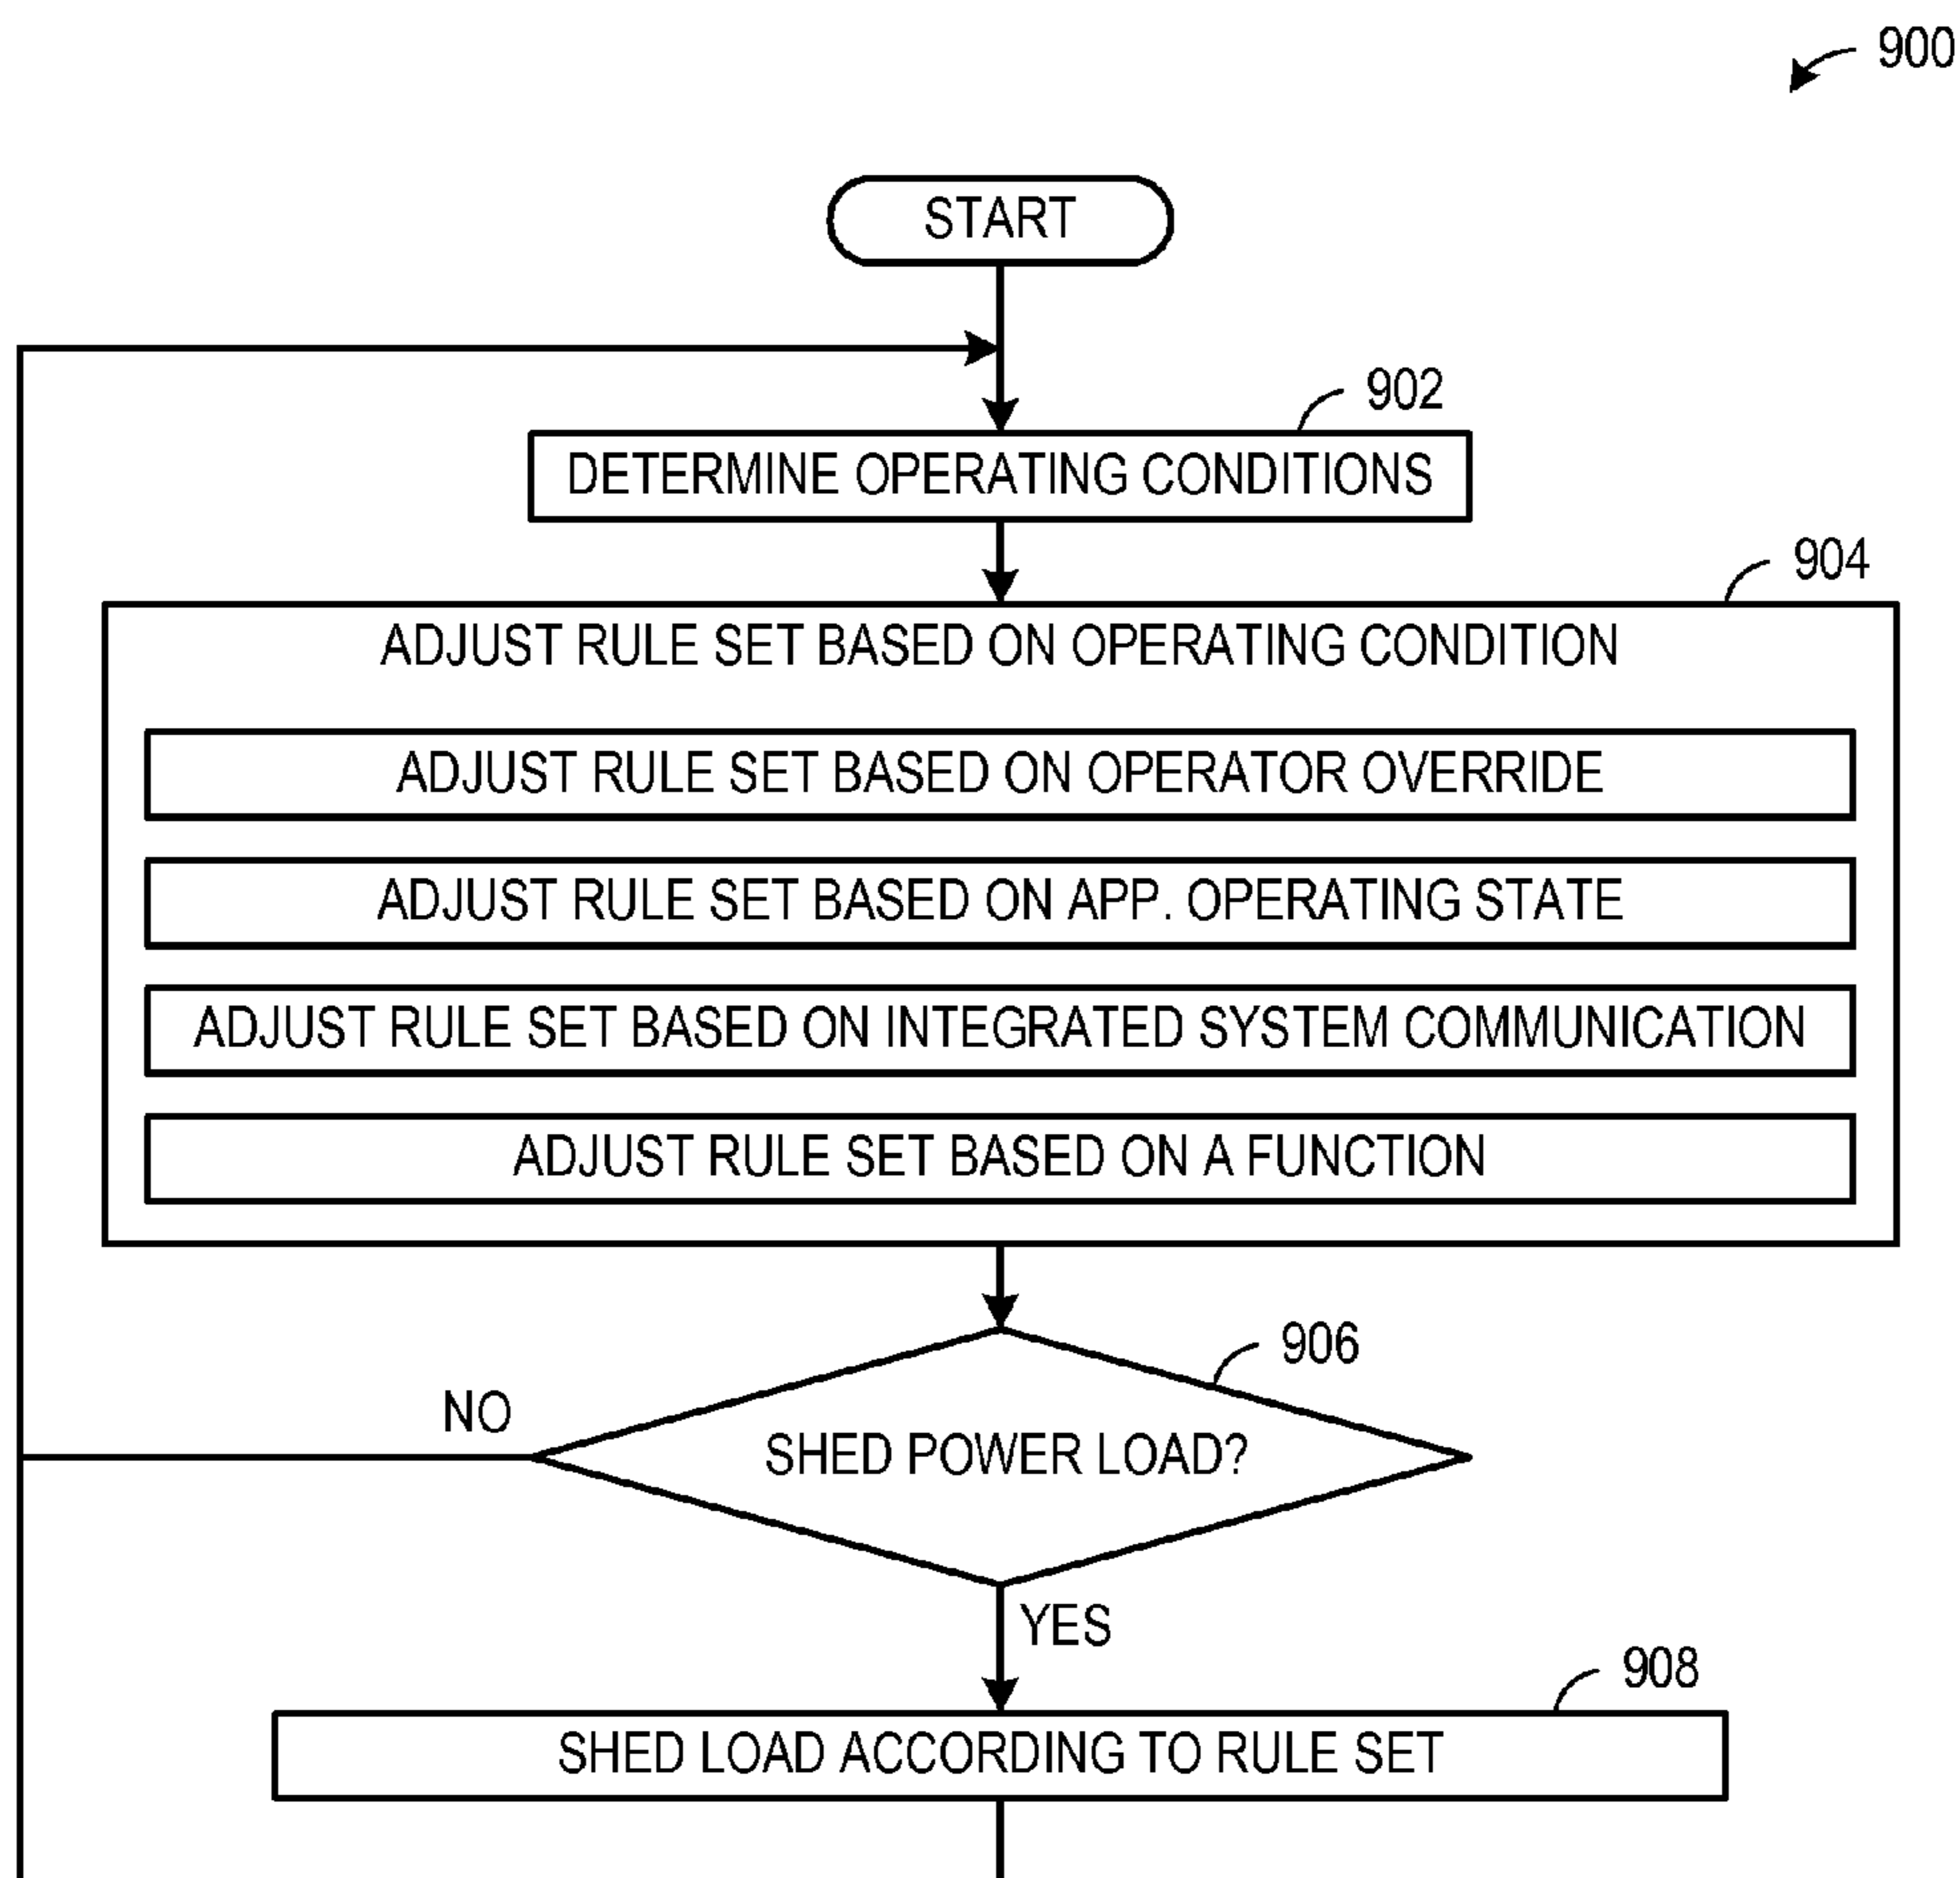 900
START
902
DETERMINE OPERATING CONDITIONS
904
ADJUST RULE SET BASED ON OPERATING CONDITION
ADJUST RULE SET BASED ON OPERATOR OVERRIDE
ADJUST RULE SET BASED ON APP. OPERATING STATE
ADJUST RULE SET BASED ON INTEGRATED SYSTEM COMMUNICATION
ADJUST RULE SET BASED ON A FUNCTION
906
NO
SHED POWER LOAD?
YES
908
SHED LOAD ACCORDING TO RULE SET